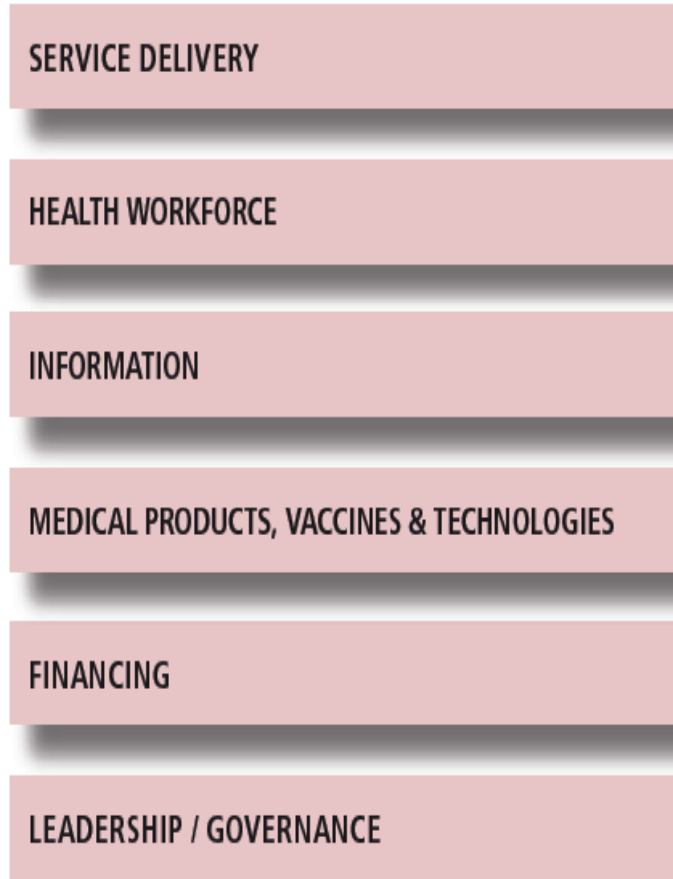 SERVICE DELIVERY
HEALTH WORKFORCE
INFORMATION
MEDICAL PRODUCTS, VACCINES & TECHNOLOGIES
FINANCING
LEADERSHIP / GOVERNANCE